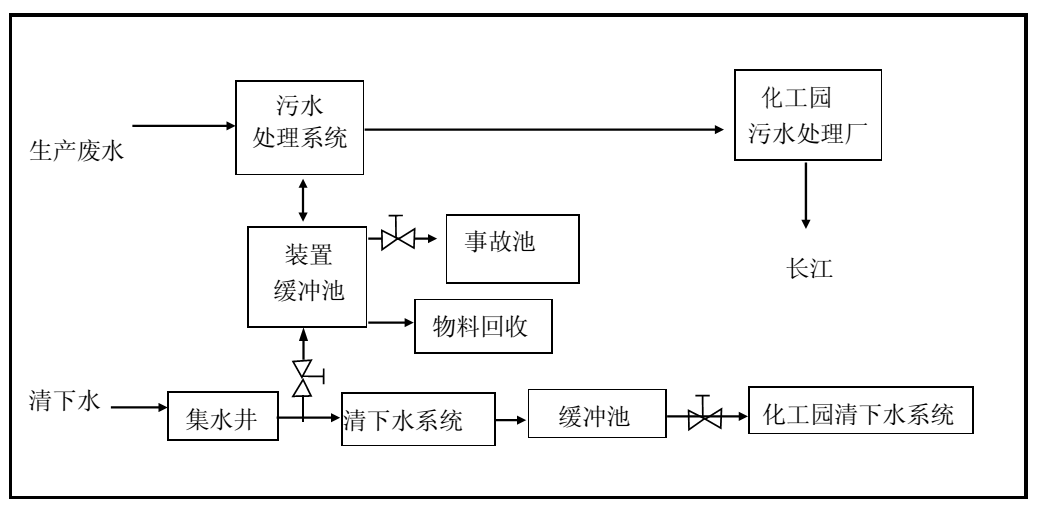 污水
处理系统
化工园
污水处理厂
生产废水
装置
缓冲池
事故池
长江
物料回收
清下水
集水井
清下水系统
缓冲池
化工园清下水系统